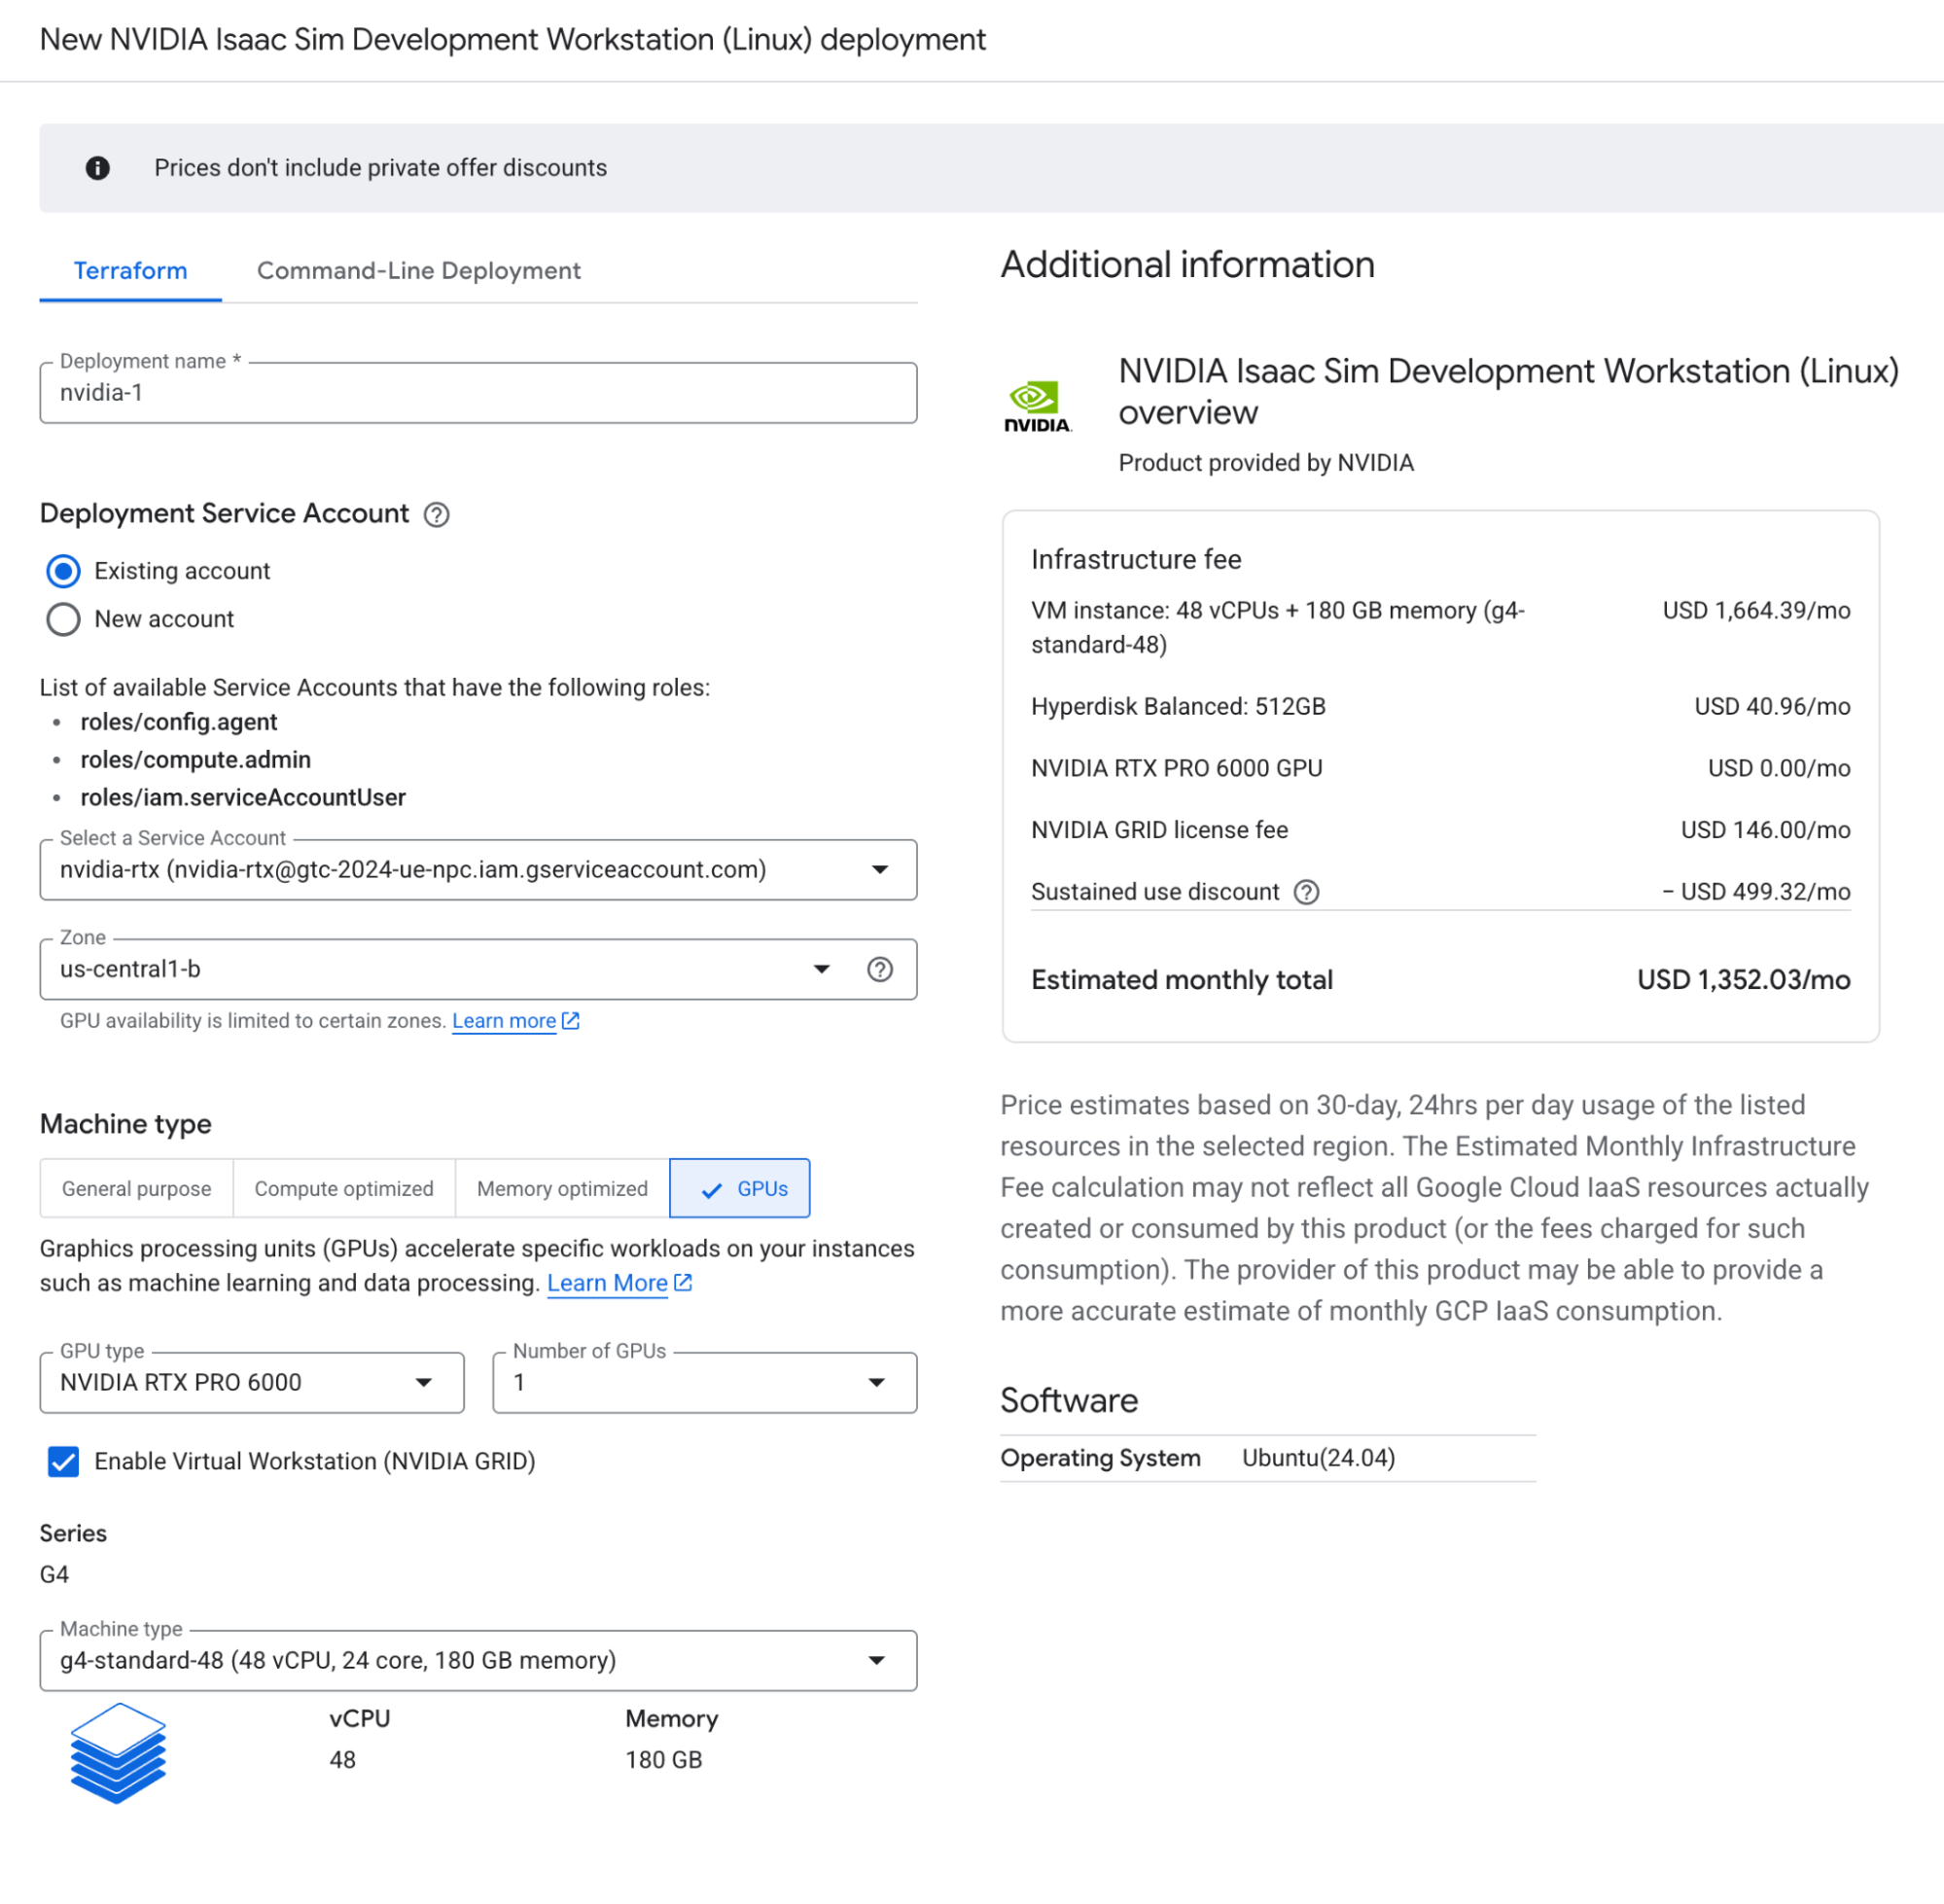 New NVIDIA Isaac Sim Development Workstation (Linux) deployment
Prices don't include private offer discounts
Terraform
Command-Line Deployment
Deployment name *
nvidia-1
Deployment Service Account
Existing account
New account
List of available Service Accounts that have the following roles:
• roles/config.agent
• roles/compute.admin
• roles/iam.serviceAccountUser
Select a Service Account
nvidia-rtx (nvidia-rtx@gtc-2024-ue-npc.iam.gserviceaccount.com)
Zone
us-central1-b
GPU availability is limited to certain zones. Learn more
Machine type
General purpose
Compute optimized
Memory optimized
GPUs
Graphics processing units (GPUs) accelerate specific workloads on your instances
such as machine learning and data processing. Learn More
GPU type
NVIDIA RTX PRO 6000
Number of GPUs
1
Enable Virtual Workstation (NVIDIA GRID)
Series
G4
Machine type
g4-standard-48 (48 vCPU, 24 core, 180 GB memory)
vCPU
48
Memory
180 GB
Additional information
NVIDIA.
NVIDIA Isaac Sim Development Workstation (Linux)
overview
Product provided by NVIDIA
Infrastructure fee
VM instance: 48 vCPUs + 180 GB memory (g4-
standard-48)
USD 1,664.39/mo
Hyperdisk Balanced: 512GB
USD 40.96/mo
NVIDIA RTX PRO 6000 GPU
USD 0.00/mo
NVIDIA GRID license fee
USD 146.00/mo
Sustained use discount
− USD 499.32/mo
Estimated monthly total
USD 1,352.03/mo
Price estimates based on 30-day, 24hrs per day usage of the listed
resources in the selected region. The Estimated Monthly Infrastructure
Fee calculation may not reflect all Google Cloud IaaS resources actually
created or consumed by this product (or the fees charged for such
consumption). The provider of this product may be able to provide a
more accurate estimate of monthly GCP IaaS consumption.
Software
Operating System
Ubuntu(24.04)